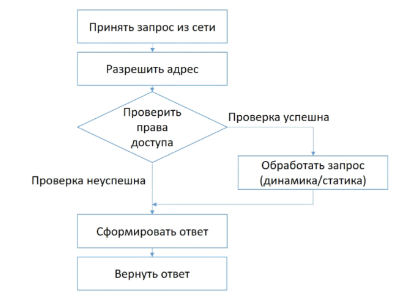 Принять запрос из сети
Разрешить адрес
Проверить
права
доступа
Проверка успешна
Обработать запрос
(динамика/статика)
Проверка неуспешна
Сформировать ответ
Вернуть ответ